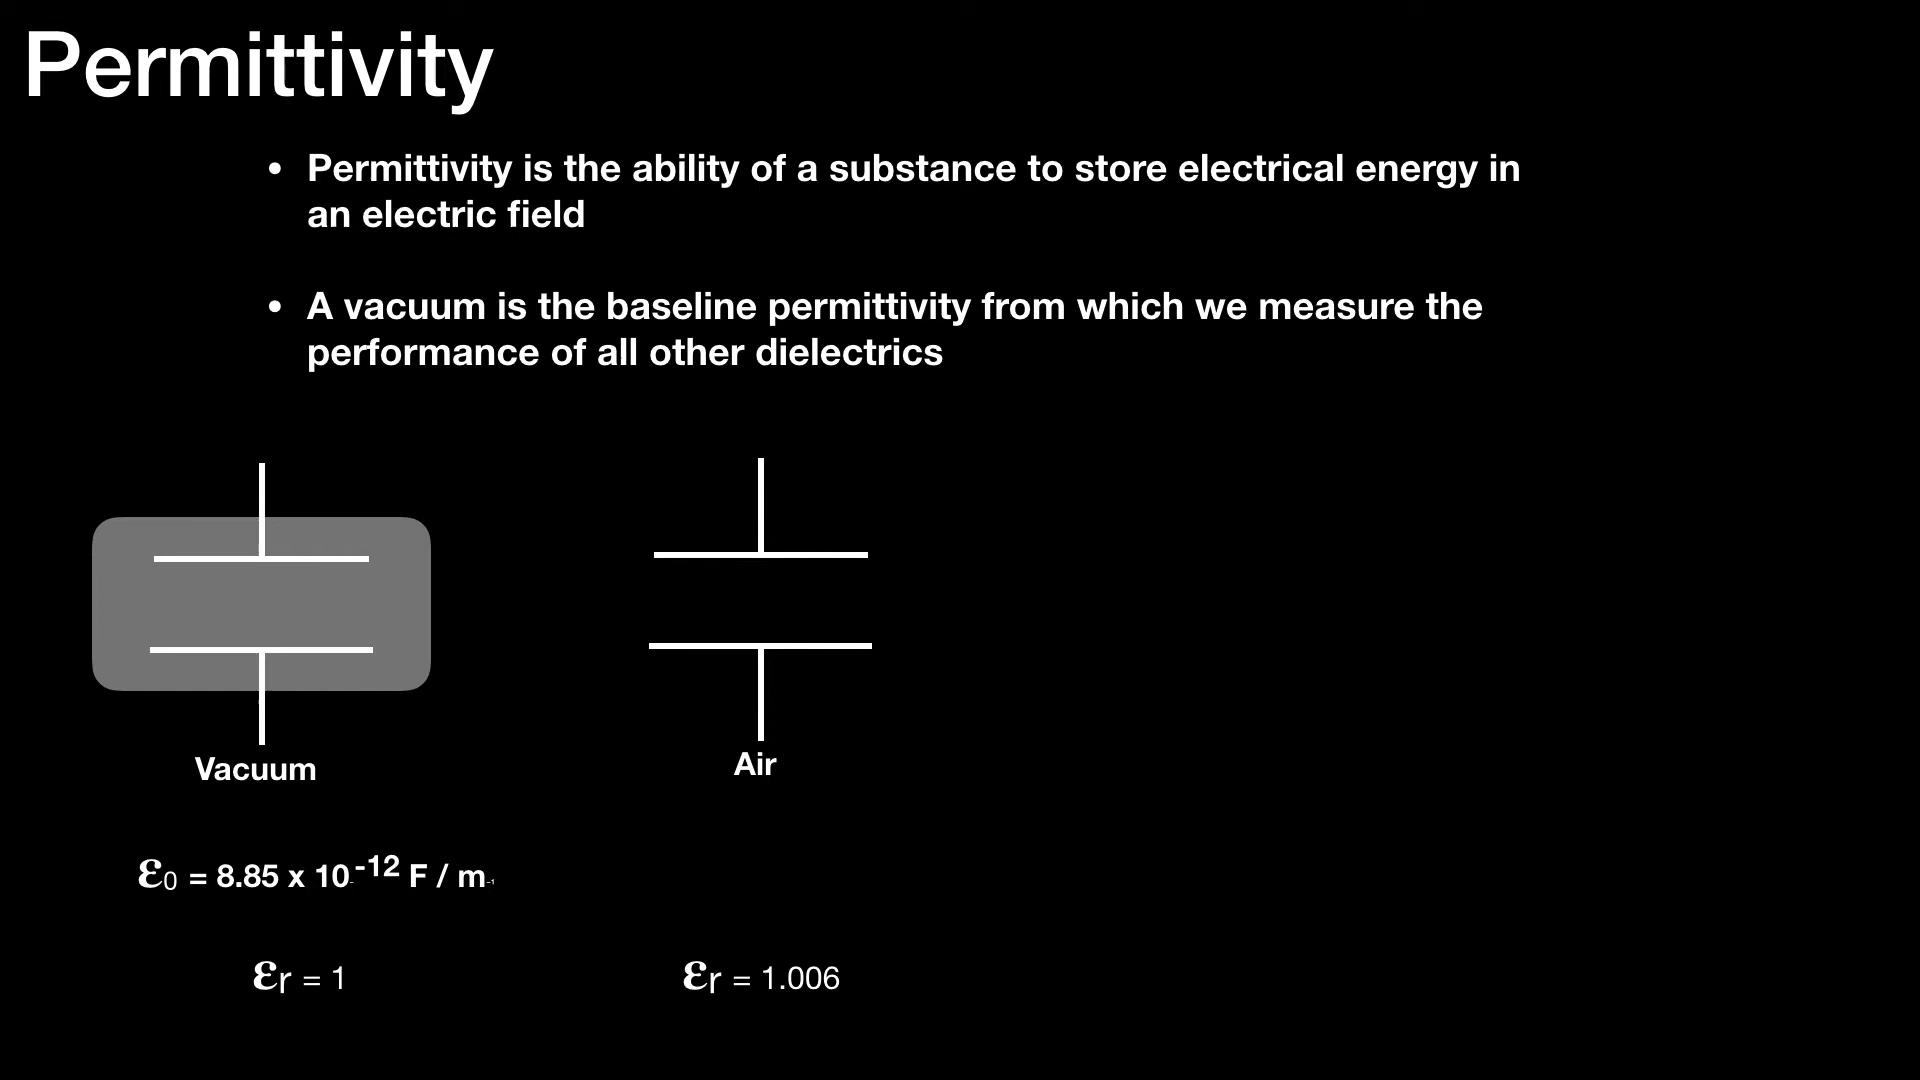 Permittivity
• Permittivity is the ability of a substance to store electrical energy in
an electric field
• A vacuum is the baseline permittivity from which we measure the
performance of all other dielectrics
Vacuum
Air
ε0 = 8.85 x 10-^-12 F / m-1
εr = 1
εr = 1.006